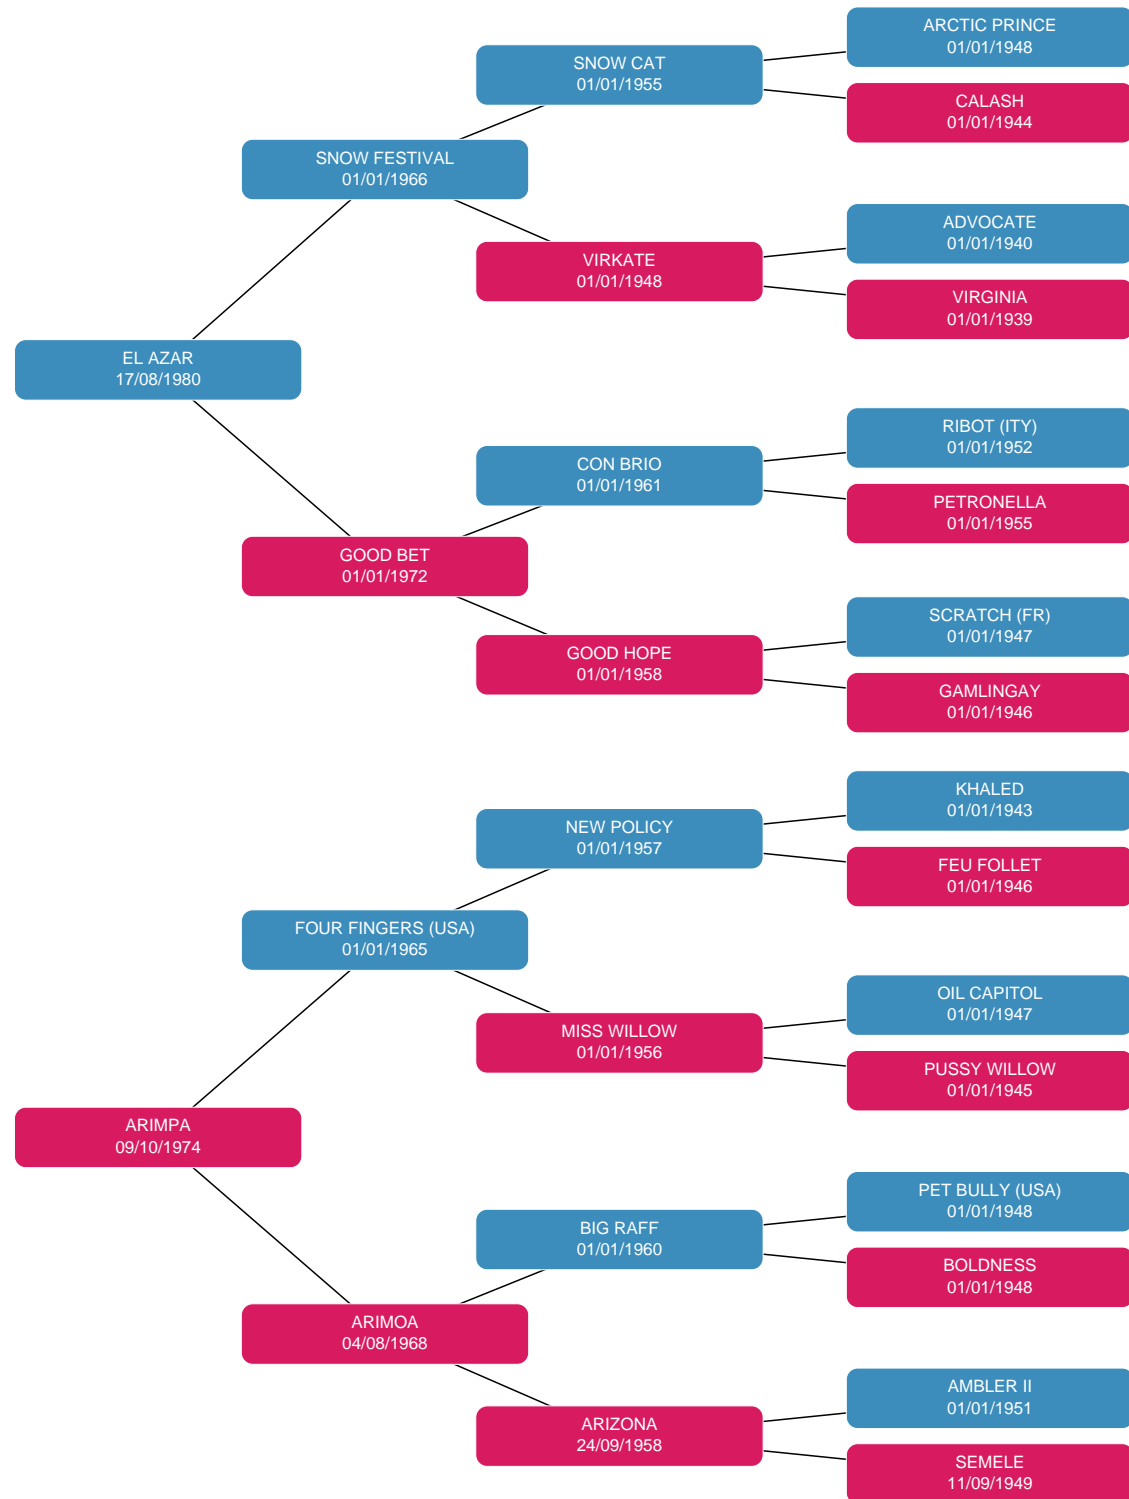 ARCTIC PRINCE
01/01/1948
SNOW CAT
01/01/1955
CALASH
01/01/1944
SNOW FESTIVAL
01/01/1966
ADVOCATE
01/01/1940
VIRKATE
01/01/1948
VIRGINIA
01/01/1939
EL AZAR
17/08/1980
RIBOT (ITY)
01/01/1952
CON BRIO
01/01/1961
PETRONELLA
01/01/1955
GOOD BET
01/01/1972
SCRATCH (FR)
01/01/1947
GOOD HOPE
01/01/1958
GAMLINGAY
01/01/1946
KHALED
01/01/1943
NEW POLICY
01/01/1957
FEU FOLLET
01/01/1946
FOUR FINGERS (USA)
01/01/1965
OIL CAPITOL
01/01/1947
MISS WILLOW
01/01/1956
PUSSY WILLOW
01/01/1945
ARIMPA
09/10/1974
PET BULLY (USA)
01/01/1948
BIG RAFF
01/01/1960
BOLDNESS
01/01/1948
ARIMOA
04/08/1968
AMBLER II
01/01/1951
ARIZONA
24/09/1958
SEMELE
11/09/1949